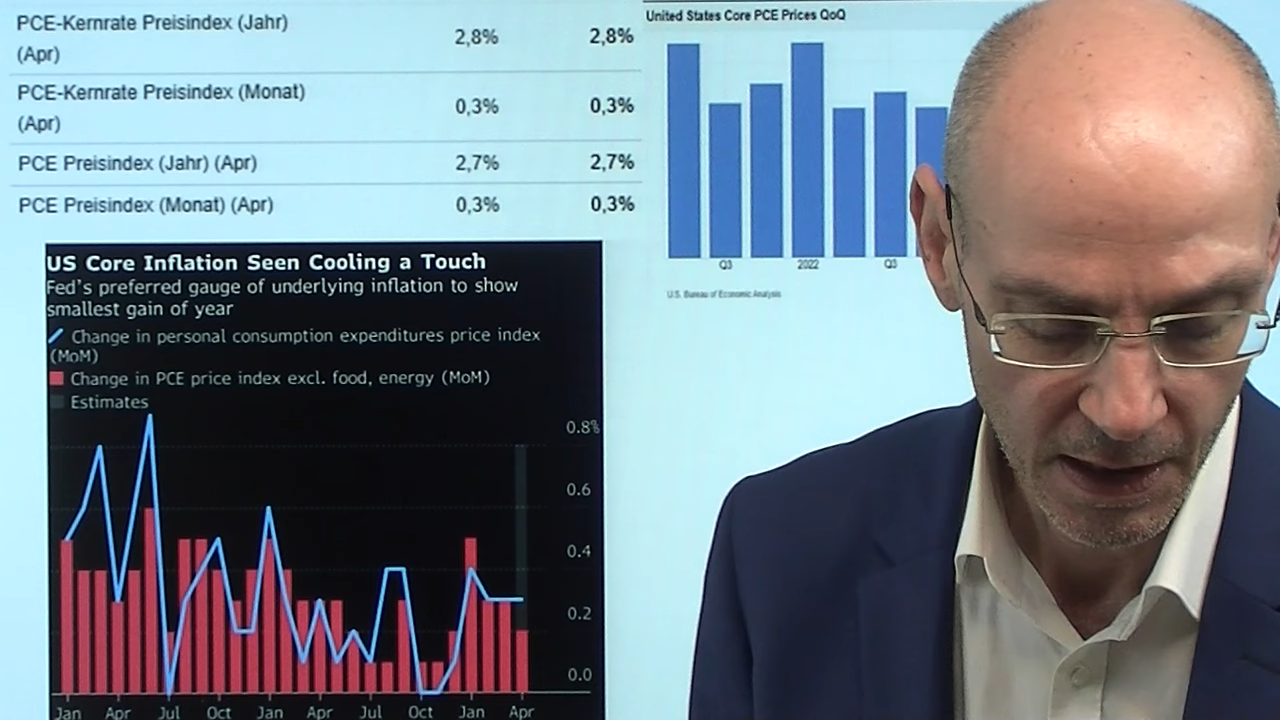 PCE-Kernrate Preisindex (Jahr)
(Apr)
2,8%
2,8%
PCE-Kernrate Preisindex (Monat)
(Apr)
0,3%
0,3%
PCE Preisindex (Jahr) (Apr)
2,7%
2,7%
PCE Preisindex (Monat) (Apr)
0,3%
0,3%
United States Core PCE Prices QoQ
Q3
2022
Q3
U.S. Bureau of Economic Analysis
US Core Inflation Seen Cooling a Touch
Fed's preferred gauge of underlying inflation to show
smallest gain of year
Change in personal consumption expenditures price index
(MoM)
Change in PCE price index excl. food, energy (MoM)
Estimates
0.8%
0.6
0.4
0.2
0.0
Jan Apr Jul Oct Jan Apr Jul Oct Jan Apr